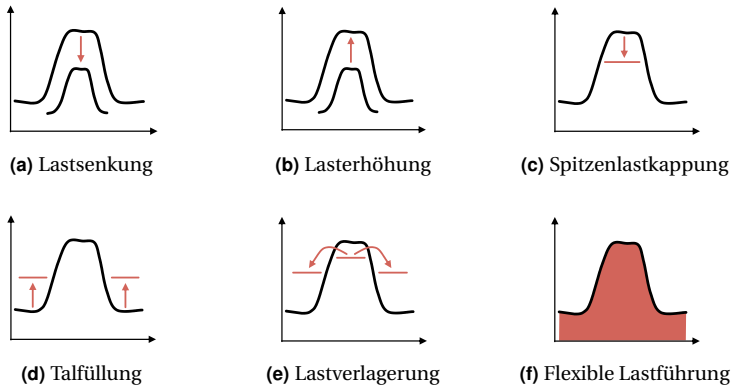 (a) Lastsenkung
(b) Lasterhöhung
(c) Spitzenlastkappung
(d) Talfüllung
(e) Lastverlagerung
(f) Flexible Lastführung